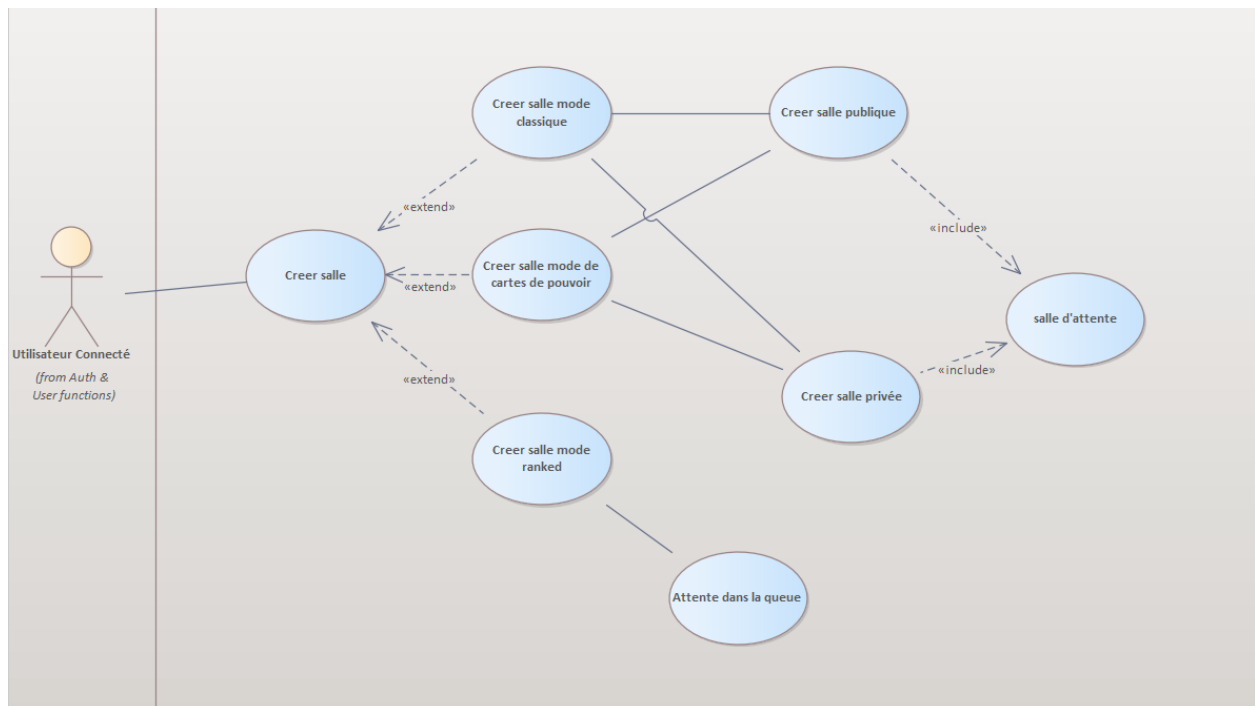 Creer salle mode
classique
Creer salle publique
«extend»
«include»
Creer salle
Creer salle mode de
cartes de pouvoir
«extend»
salle d'attente
Utilisateur Connecté
(from Auth &
User functions)
«extend»
«include»
Creer salle privée
Creer salle mode
ranked
Attente dans la queue